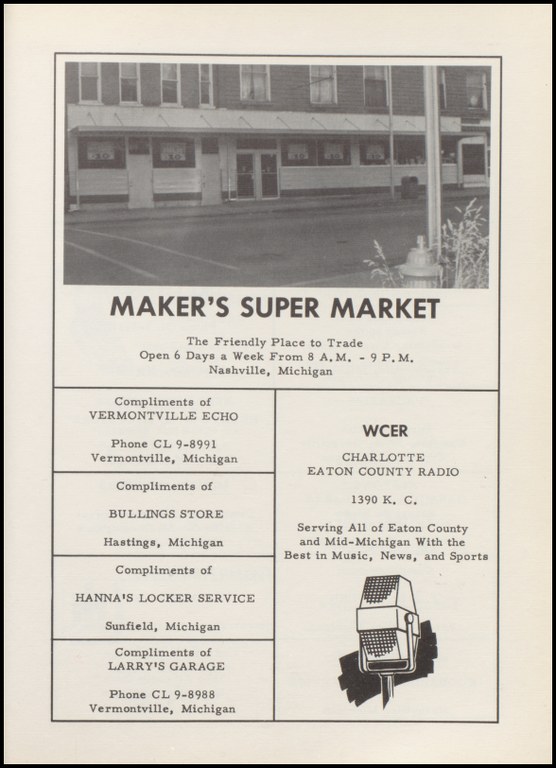 MAKER'S SUPER MARKET
The Friendly Place to Trade
Open 6 Days a Week From 8 A.M. - 9 P.M.
Nashville, Michigan
Compliments of
VERMONTVILLE ECHO
Phone CL 9-8991
Vermontville, Michigan
Compliments of
BULLINGS STORE
Hastings, Michigan
Compliments of
HANNA'S LOCKER SERVICE
Sunfield, Michigan
Compliments of
LARRY'S GARAGE
Phone CL 9-8988
Vermontville, Michigan
WCER
CHARLOTTE
EATON COUNTY RADIO
1390 K. C.
Serving All of Eaton County
and Mid-Michigan With the
Best in Music, News, and Sports